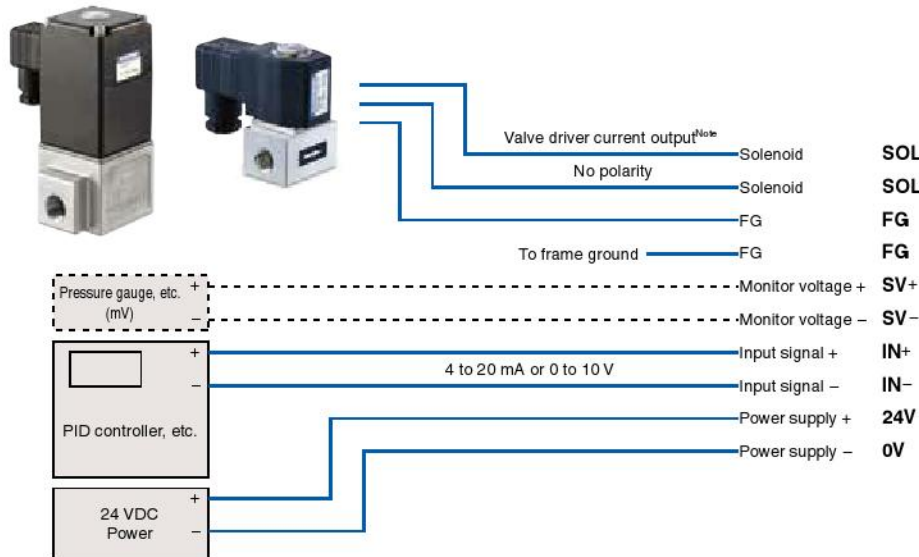 Valve driver current outputNote
Solenoid SOL
No polarity
Solenoid SOL
FG FG
To frame ground FG FG
Pressure gauge, etc. + Monitor voltage + SV+
(mV)
− Monitor voltage − SV−
+ Input signal + IN+
4 to 20 mA or 0 to 10 V
− Input signal − IN−
PID controller, etc.
Power supply + 24V
Power supply − 0V
+
24 VDC
Power −